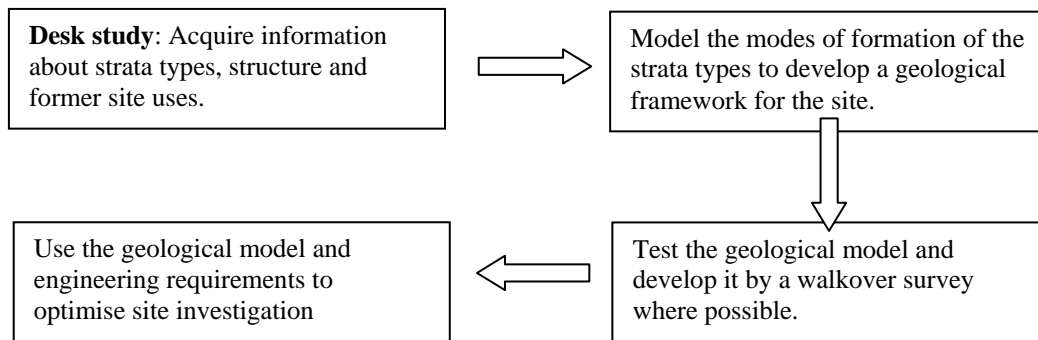 Desk study: Acquire information
about strata types, structure and
former site uses.
Model the modes of formation of the
strata types to develop a geological
framework for the site.
Test the geological model and
develop it by a walkover survey
where possible.
Use the geological model and
engineering requirements to
optimise site investigation